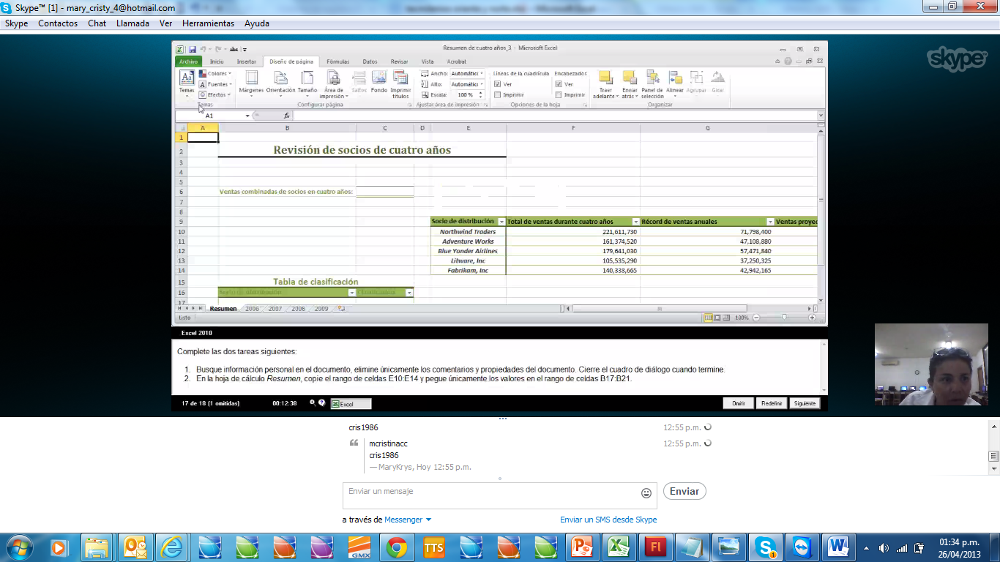 Skype™ [1] - mary_cristy_4@hotmail.com
Skype Contactos Chat Llamada Ver Herramientas Ayuda
Resumen de cuatro años_3 - Microsoft Excel
skype
Archivo Inicio Insertar Diseño de página Fórmulas Datos Revisar Vista Acrobat
Temas Colores Fuentes Efectos
Márgenes Orientación Tamaño Área de impresión Saltos Fondo Imprimir títulos
Ancho: Automático
Alto: Automático
Escala: 100 %
Líneas de la cuadrícula Encabezados
Ver Ver
Imprimir Imprimir
Traer adelante Enviar atrás Panel de selección Alinear Agrupar Girar
Temas Configurar página Ajustar área de impresión Opciones de la hoja Organizar
A1 fx
A B C D E F G
1
2 Revisión de socios de cuatro años
3
4
5
6 Ventas combinadas de socios en cuatro años:
7
8
9 Socio de distribución Total de ventas durante cuatro años Récord de ventas anuales Ventas proyec
10 Northwind Traders 221,611,730 71,798,400
11 Adventure Works 161,374,520 47,108,880
12 Blue Yonder Airlines 179,641,030 57,471,840
13 Litware, Inc 105,535,290 37,250,325
14 Fabrikam, Inc 140,338,665 42,942,165
15 Tabla de clasificación
16 Socio de distribución Clasificación
17
Resumen 2006 2007 2008 2009
Listo 100%
Excel 2010
Complete las dos tareas siguientes:
1. Busque información personal en el documento, elimine únicamente los comentarios y propiedades del documento. Cierre el cuadro de diálogo cuando termine.
2. En la hoja de cálculo Resumen, copie el rango de celdas E10:E14 y pegue únicamente los valores en el rango de celdas B17:B21.
17 de 18 (1 omitidas) 00:12:38 Excel Omitir Redefinir Siguiente
cris1986 12:55 p.m.
mcristinacc 12:55 p.m.
cris1986
— MaryKrys, Hoy 12:55 p.m.
Enviar un mensaje Enviar
a través de Messenger Enviar un SMS desde Skype
TTS GMX Fl
01:34 p.m.
26/04/2013